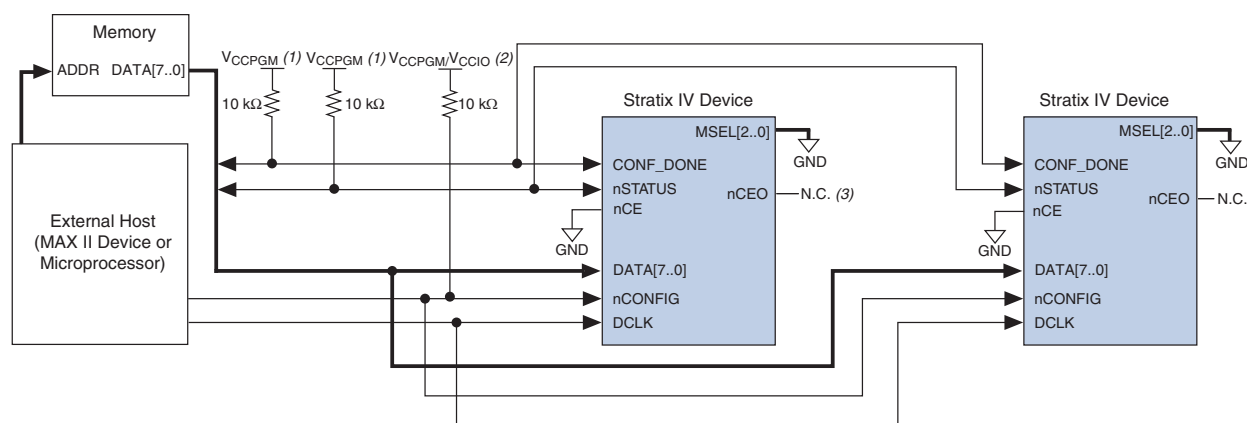 Memory
ADDR DATA[7..0]
VCCPGM (1) VCCPGM (1) VCCPGM/VCCIO (2)
10 kΩ 10 kΩ 10 kΩ
External Host
(MAX II Device or
Microprocessor)
Stratix IV Device
MSEL[2..0]
GND
CONF_DONE
nSTATUS
nCE
nCEO
N.C. (3)
GND
DATA[7..0]
nCONFIG
DCLK
Stratix IV Device
MSEL[2..0]
GND
CONF_DONE
nSTATUS
nCE
nCEO
N.C.
GND
DATA[7..0]
nCONFIG
DCLK